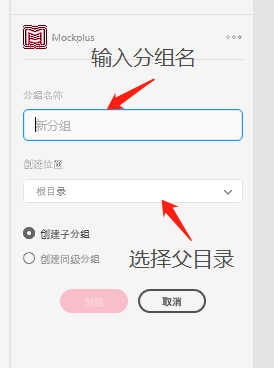 Mockplus
输入分组名
分组名称
新分组
创建位置
根目录
创建子分组
创建同级分组
选择父目录
创建
取消